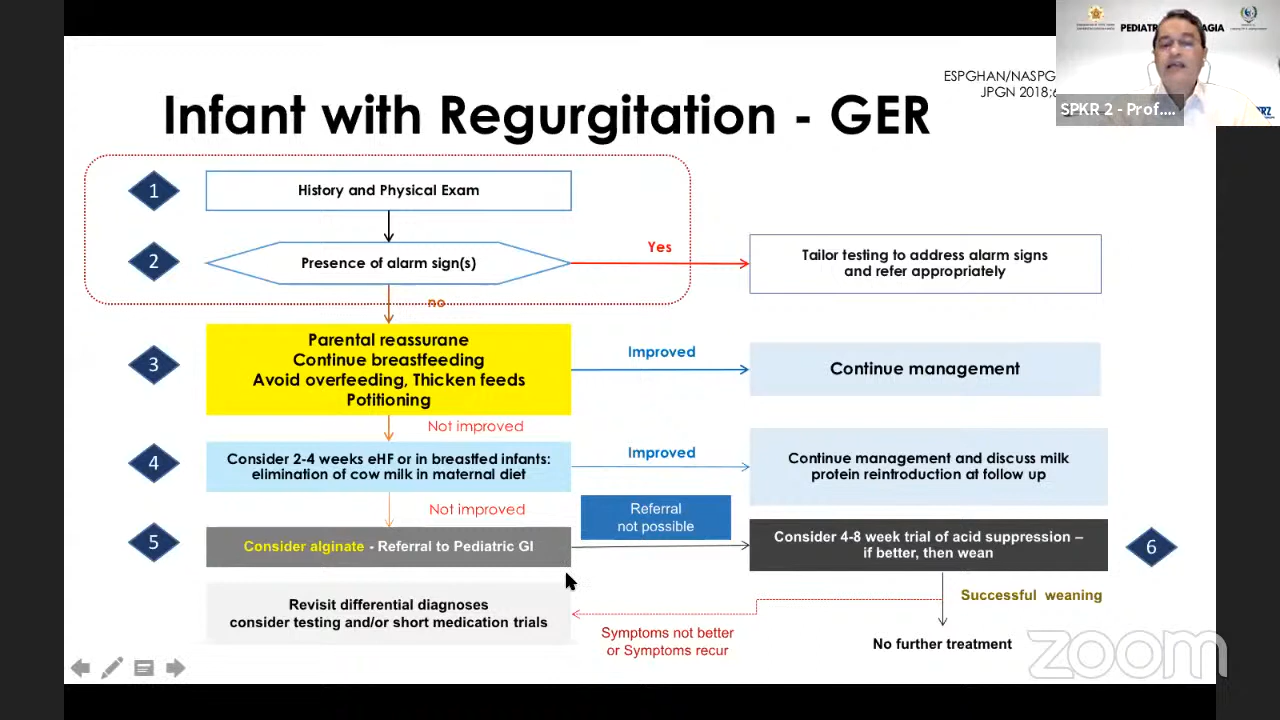 PEDIATR
AGIA
ESPGHAN/NASPG
JPGN 2018:
SPKR 2 - Prof....
Infant with Regurgitation - GER
1
History and Physical Exam
2
Presence of alarm sign(s)
Yes
Tailor testing to address alarm signs
and refer appropriately
no
3
Parental reassurane
Continue breastfeeding
Avoid overfeeding, Thicken feeds
Potitioning
Improved
Continue management
Not improved
4
Consider 2-4 weeks eHF or in breastfed infants:
elimination of cow milk in maternal diet
Improved
Continue management and discuss milk
protein reintroduction at follow up
Not improved
Referral
not possible
5
Consider alginate - Referral to Pediatric GI
Consider 4-8 week trial of acid suppression –
if better, then wean
6
Revisit differential diagnoses
consider testing and/or short medication trials
Successful weaning
Symptoms not better
or Symptoms recur
No further treatment
zoom